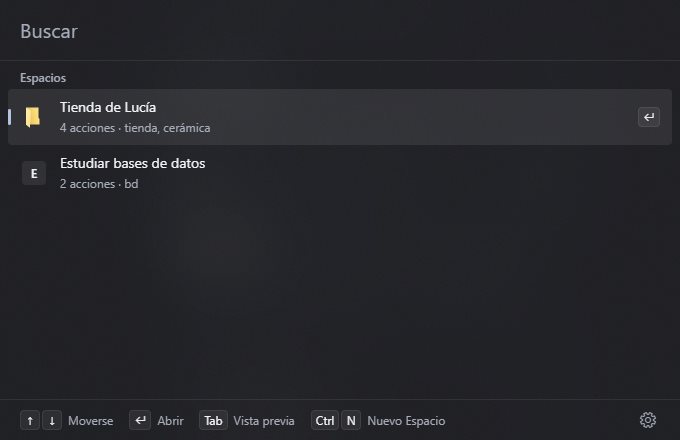 Buscar
Espacios
Tienda de Lucía
4 acciones · tienda, cerámica
E
Estudiar bases de datos
2 acciones · bd
↑ ↓ Moverse ↵ Abrir Tab Vista previa Ctrl N Nuevo Espacio